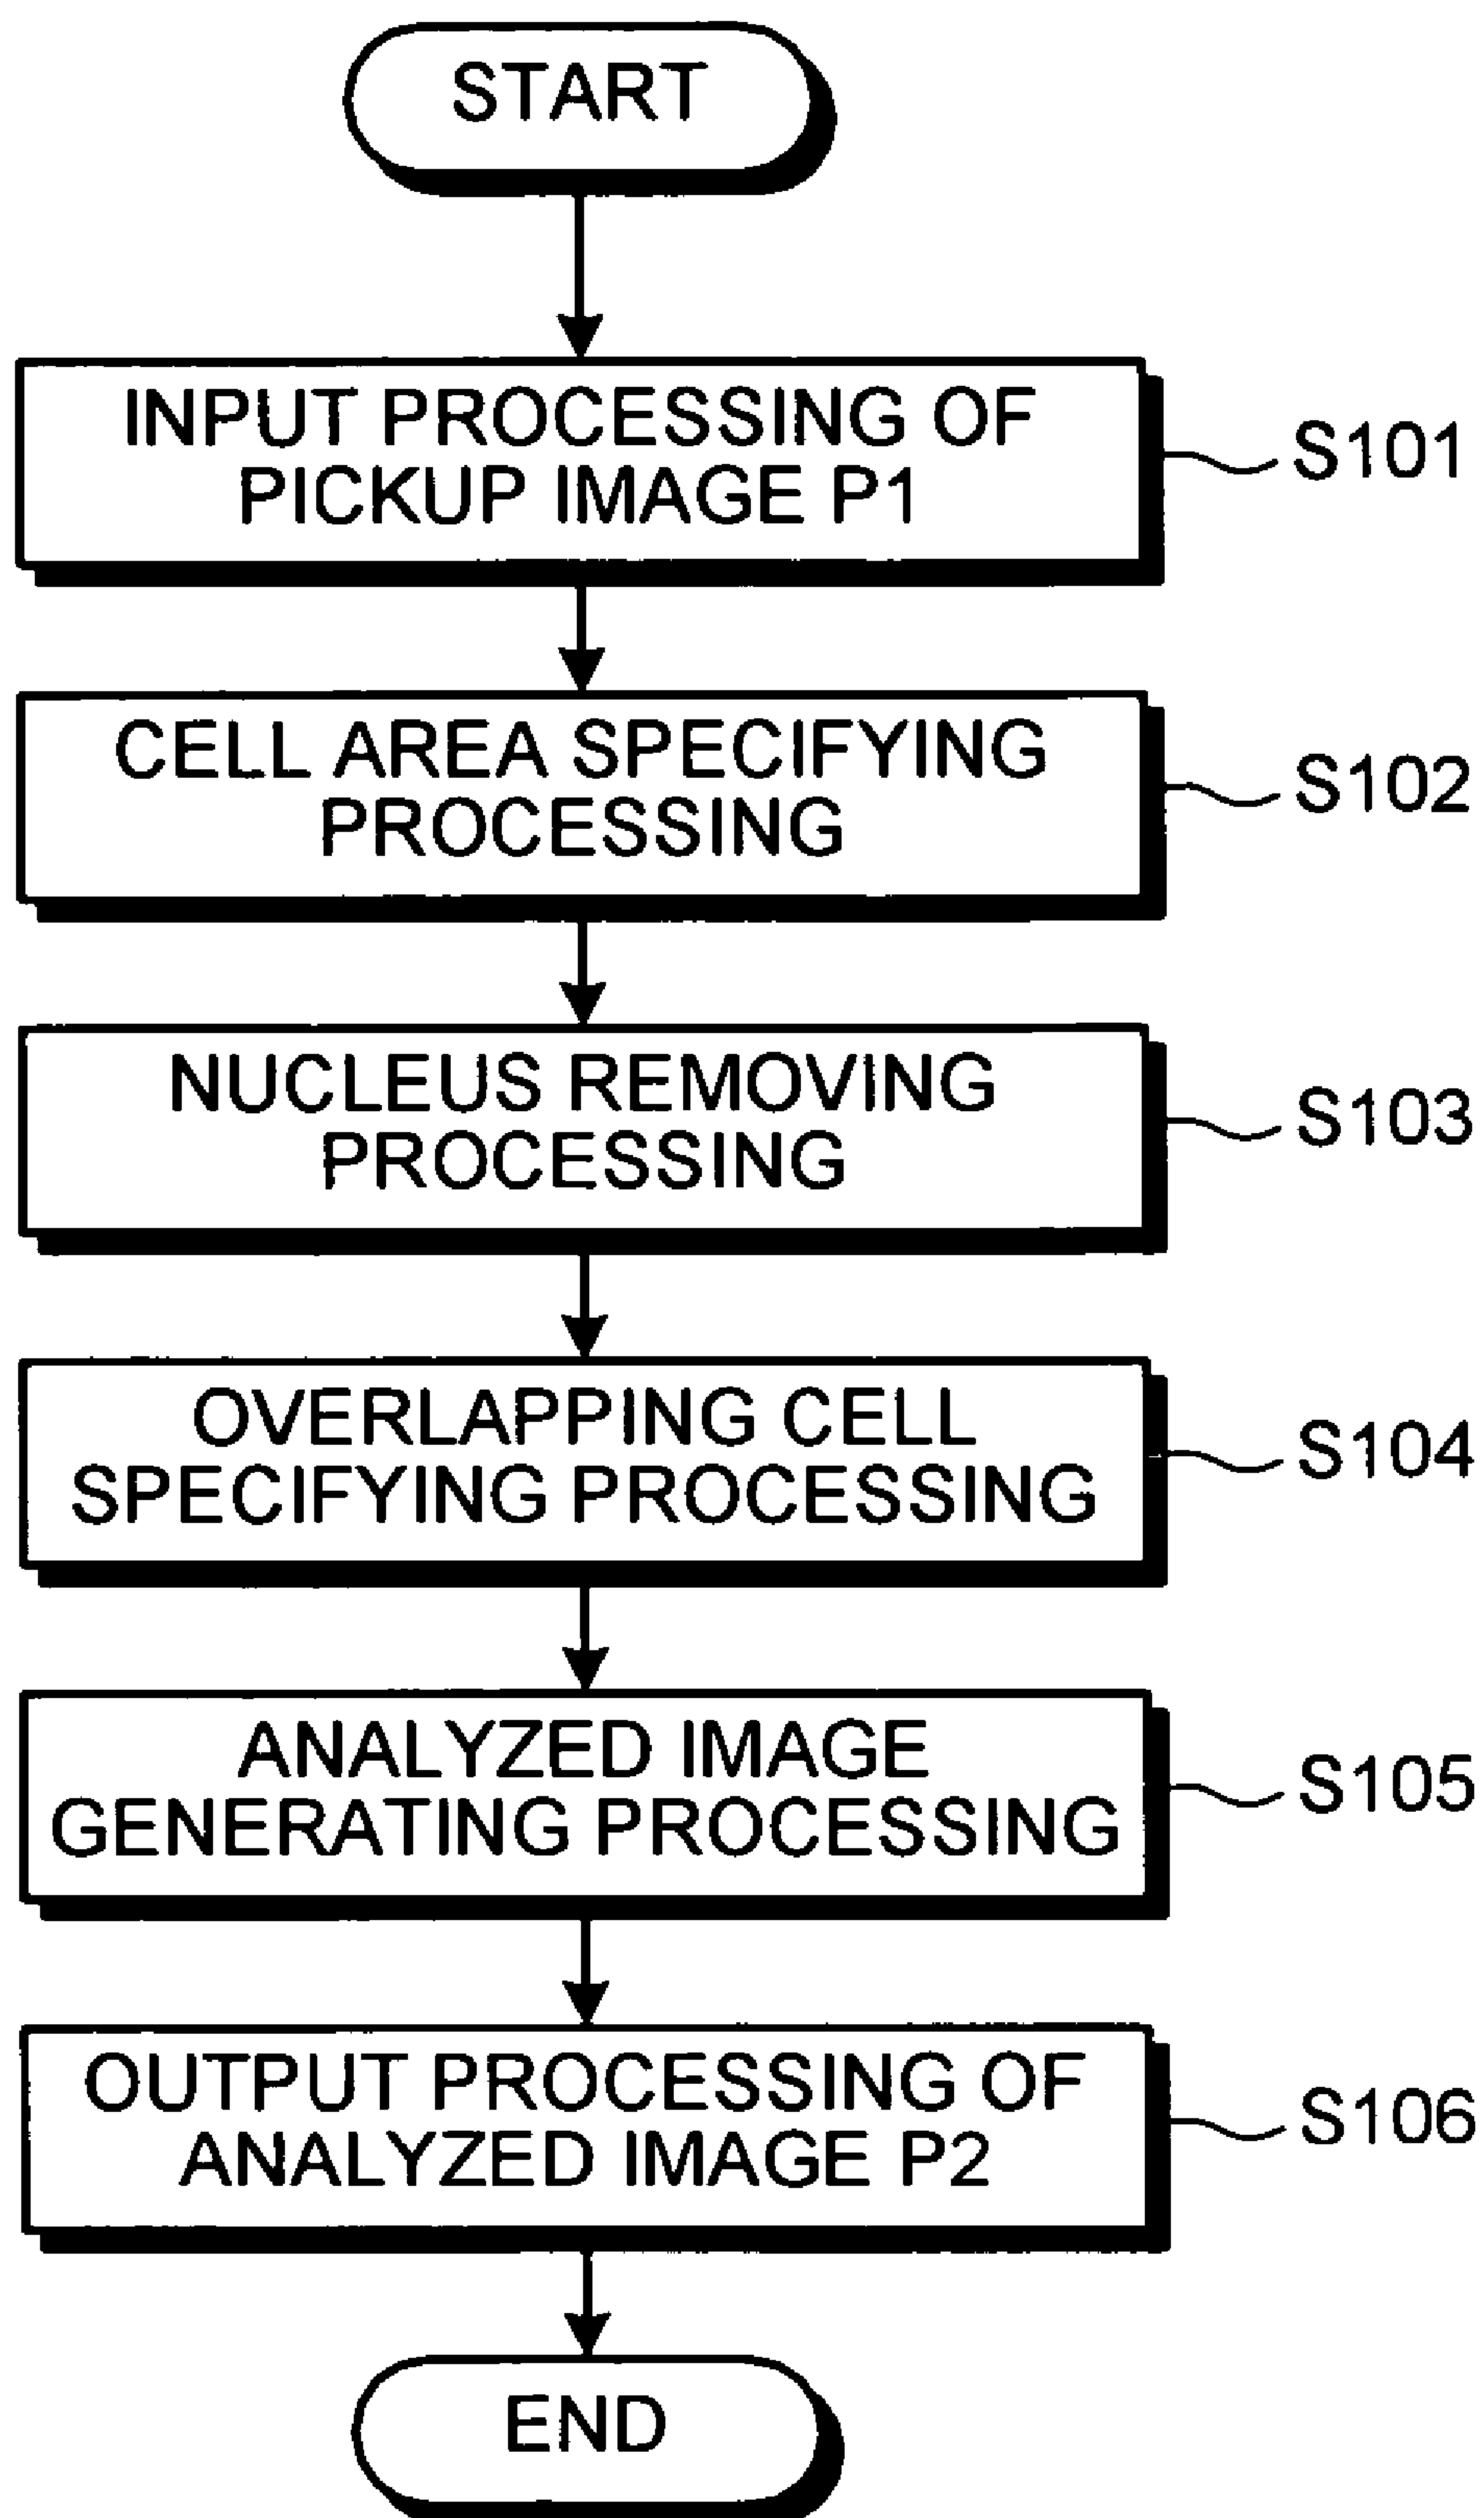 START
INPUT PROCESSING OF
PICKUP IMAGE P1
S101
CELL AREA SPECIFYING
PROCESSING
S102
NUCLEUS REMOVING
PROCESSING
S103
OVERLAPPING CELL
SPECIFYING PROCESSING
S104
ANALYZED IMAGE
GENERATING PROCESSING
S105
OUTPUT PROCESSING OF
ANALYZED IMAGE P2
S106
END